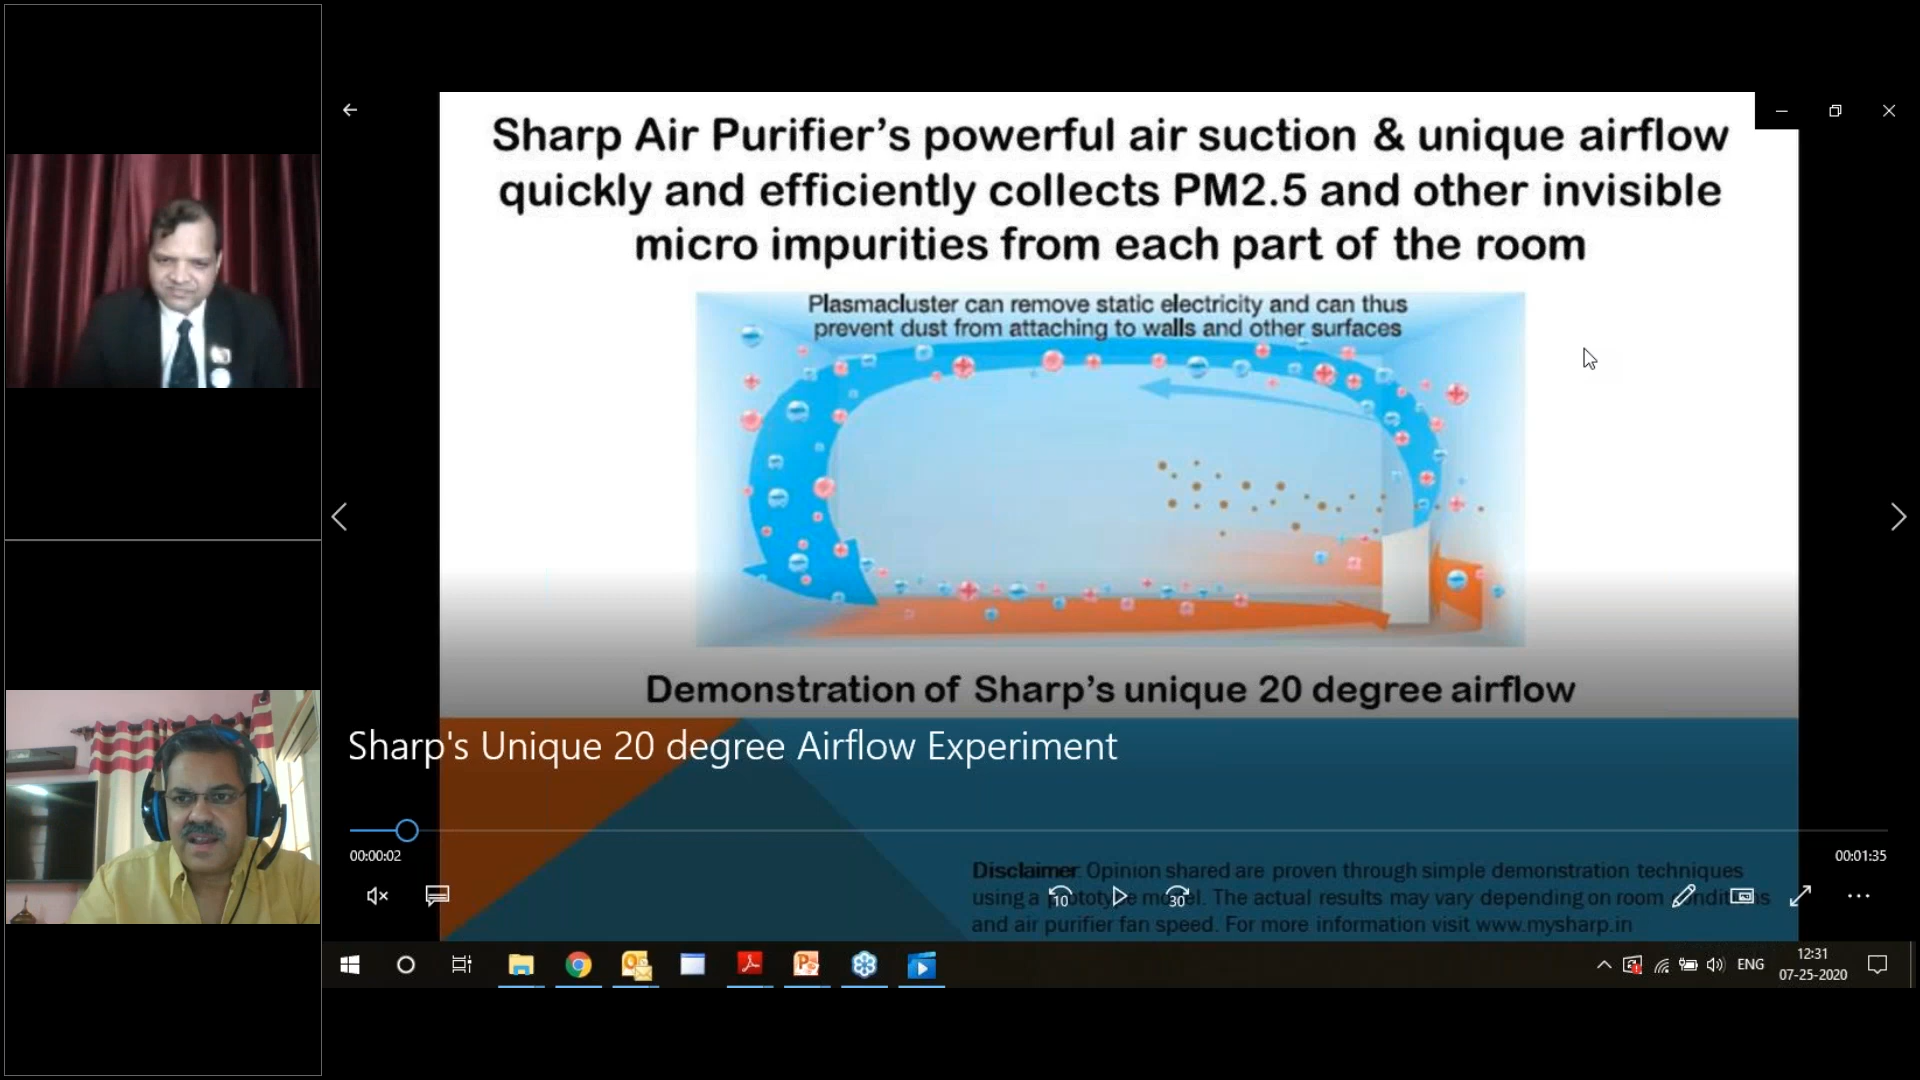 Sharp Air Purifier’s powerful air suction & unique airflow
quickly and efficiently collects PM2.5 and other invisible
micro impurities from each part of the room
Plasmacluster can remove static electricity and can thus
prevent dust from attaching to walls and other surfaces
Demonstration of Sharp’s unique 20 degree airflow
Sharp's Unique 20 degree Airflow Experiment
00:00:02
00:01:35
Disclaimer: Opinion shared are proven through simple demonstration techniques
using a prototype model. The actual results may vary depending on room conditions
and air purifier fan speed. For more information visit www.mysharp.in
10
30
ENG
12:31
07-25-2020